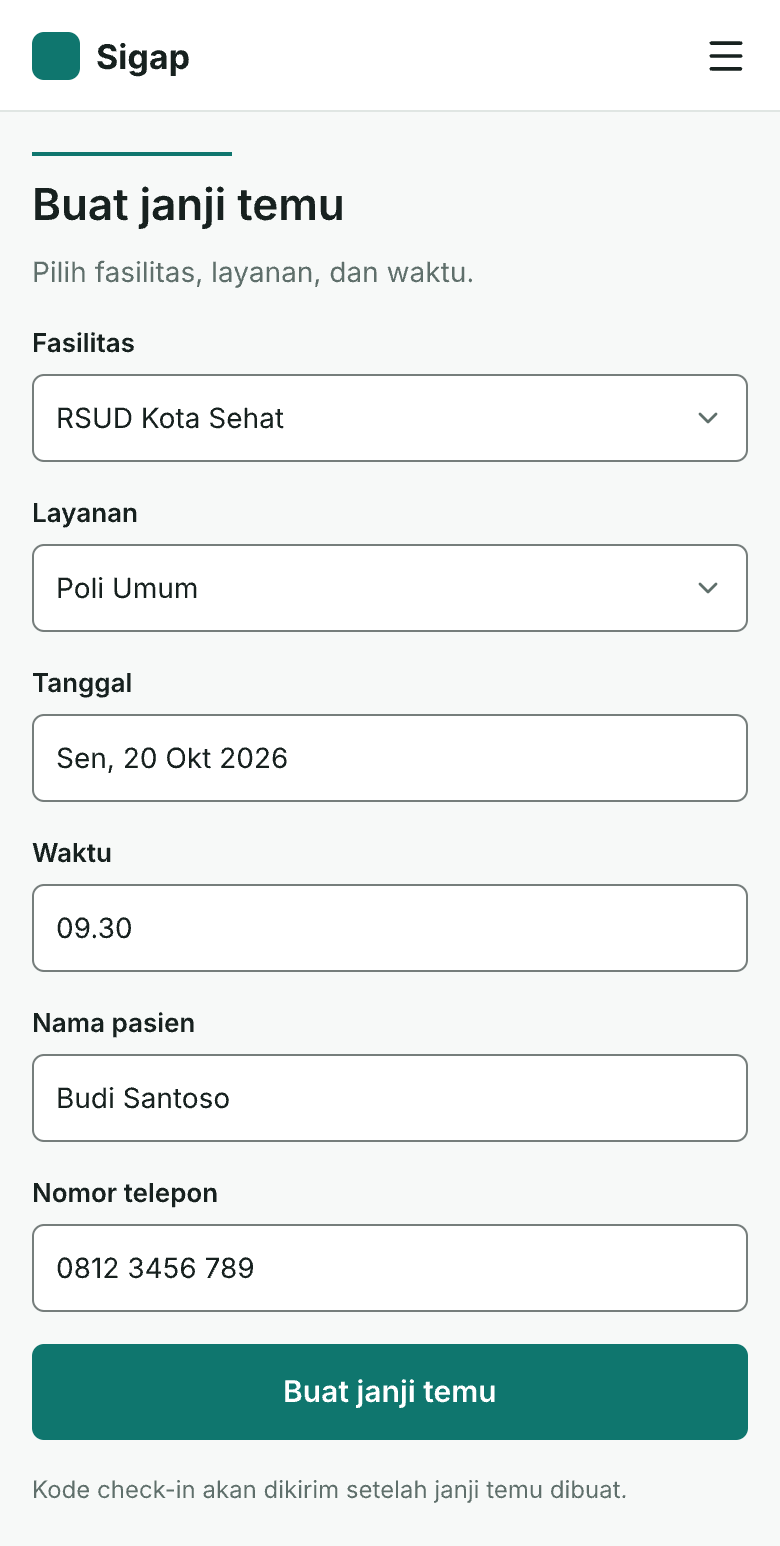 Sigap
Buat janji temu
Pilih fasilitas, layanan, dan waktu.
Fasilitas
RSUD Kota Sehat
Layanan
Poli Umum
Tanggal
Sen, 20 Okt 2026
Waktu
09.30
Nama pasien
Budi Santoso
Nomor telepon
0812 3456 789
Buat janji temu
Kode check-in akan dikirim setelah janji temu dibuat.